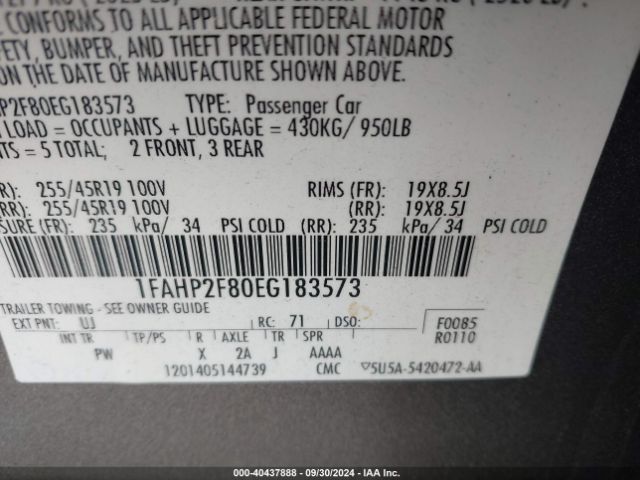 CONFORMS TO ALL APPLICABLE FEDERAL MOTOR
FETY, BUMPER, AND THEFT PREVENTION STANDARDS
ON THE DATE OF MANUFACTURE SHOWN ABOVE.
P2F80EG183573 TYPE: Passenger Car
LOAD = OCCUPANTS + LUGGAGE = 430KG/ 950LB
NTS = 5 TOTAL; 2 FRONT, 3 REAR
R): 255/45R19 100V RIMS (FR): 19X8.5J
RR): 255/45R19 100V (RR): 19X8.5J
SURE (FR): 235 kPa/ 34 PSI COLD (RR): 235 kPa/ 34 PSI COLD
1FAHP2F80EG183573
TRAILER TOWING - SEE OWNER GUIDE
EXT PNT: UJ RC: 71 DSO: F0085
R0110
INT TR TP/PS R AXLE TR SPR
PW X 2A J AAAA
1201405144739 CMC 5U5A-5420472-AA
000-40437888 - 09/30/2024 - IAA Inc.